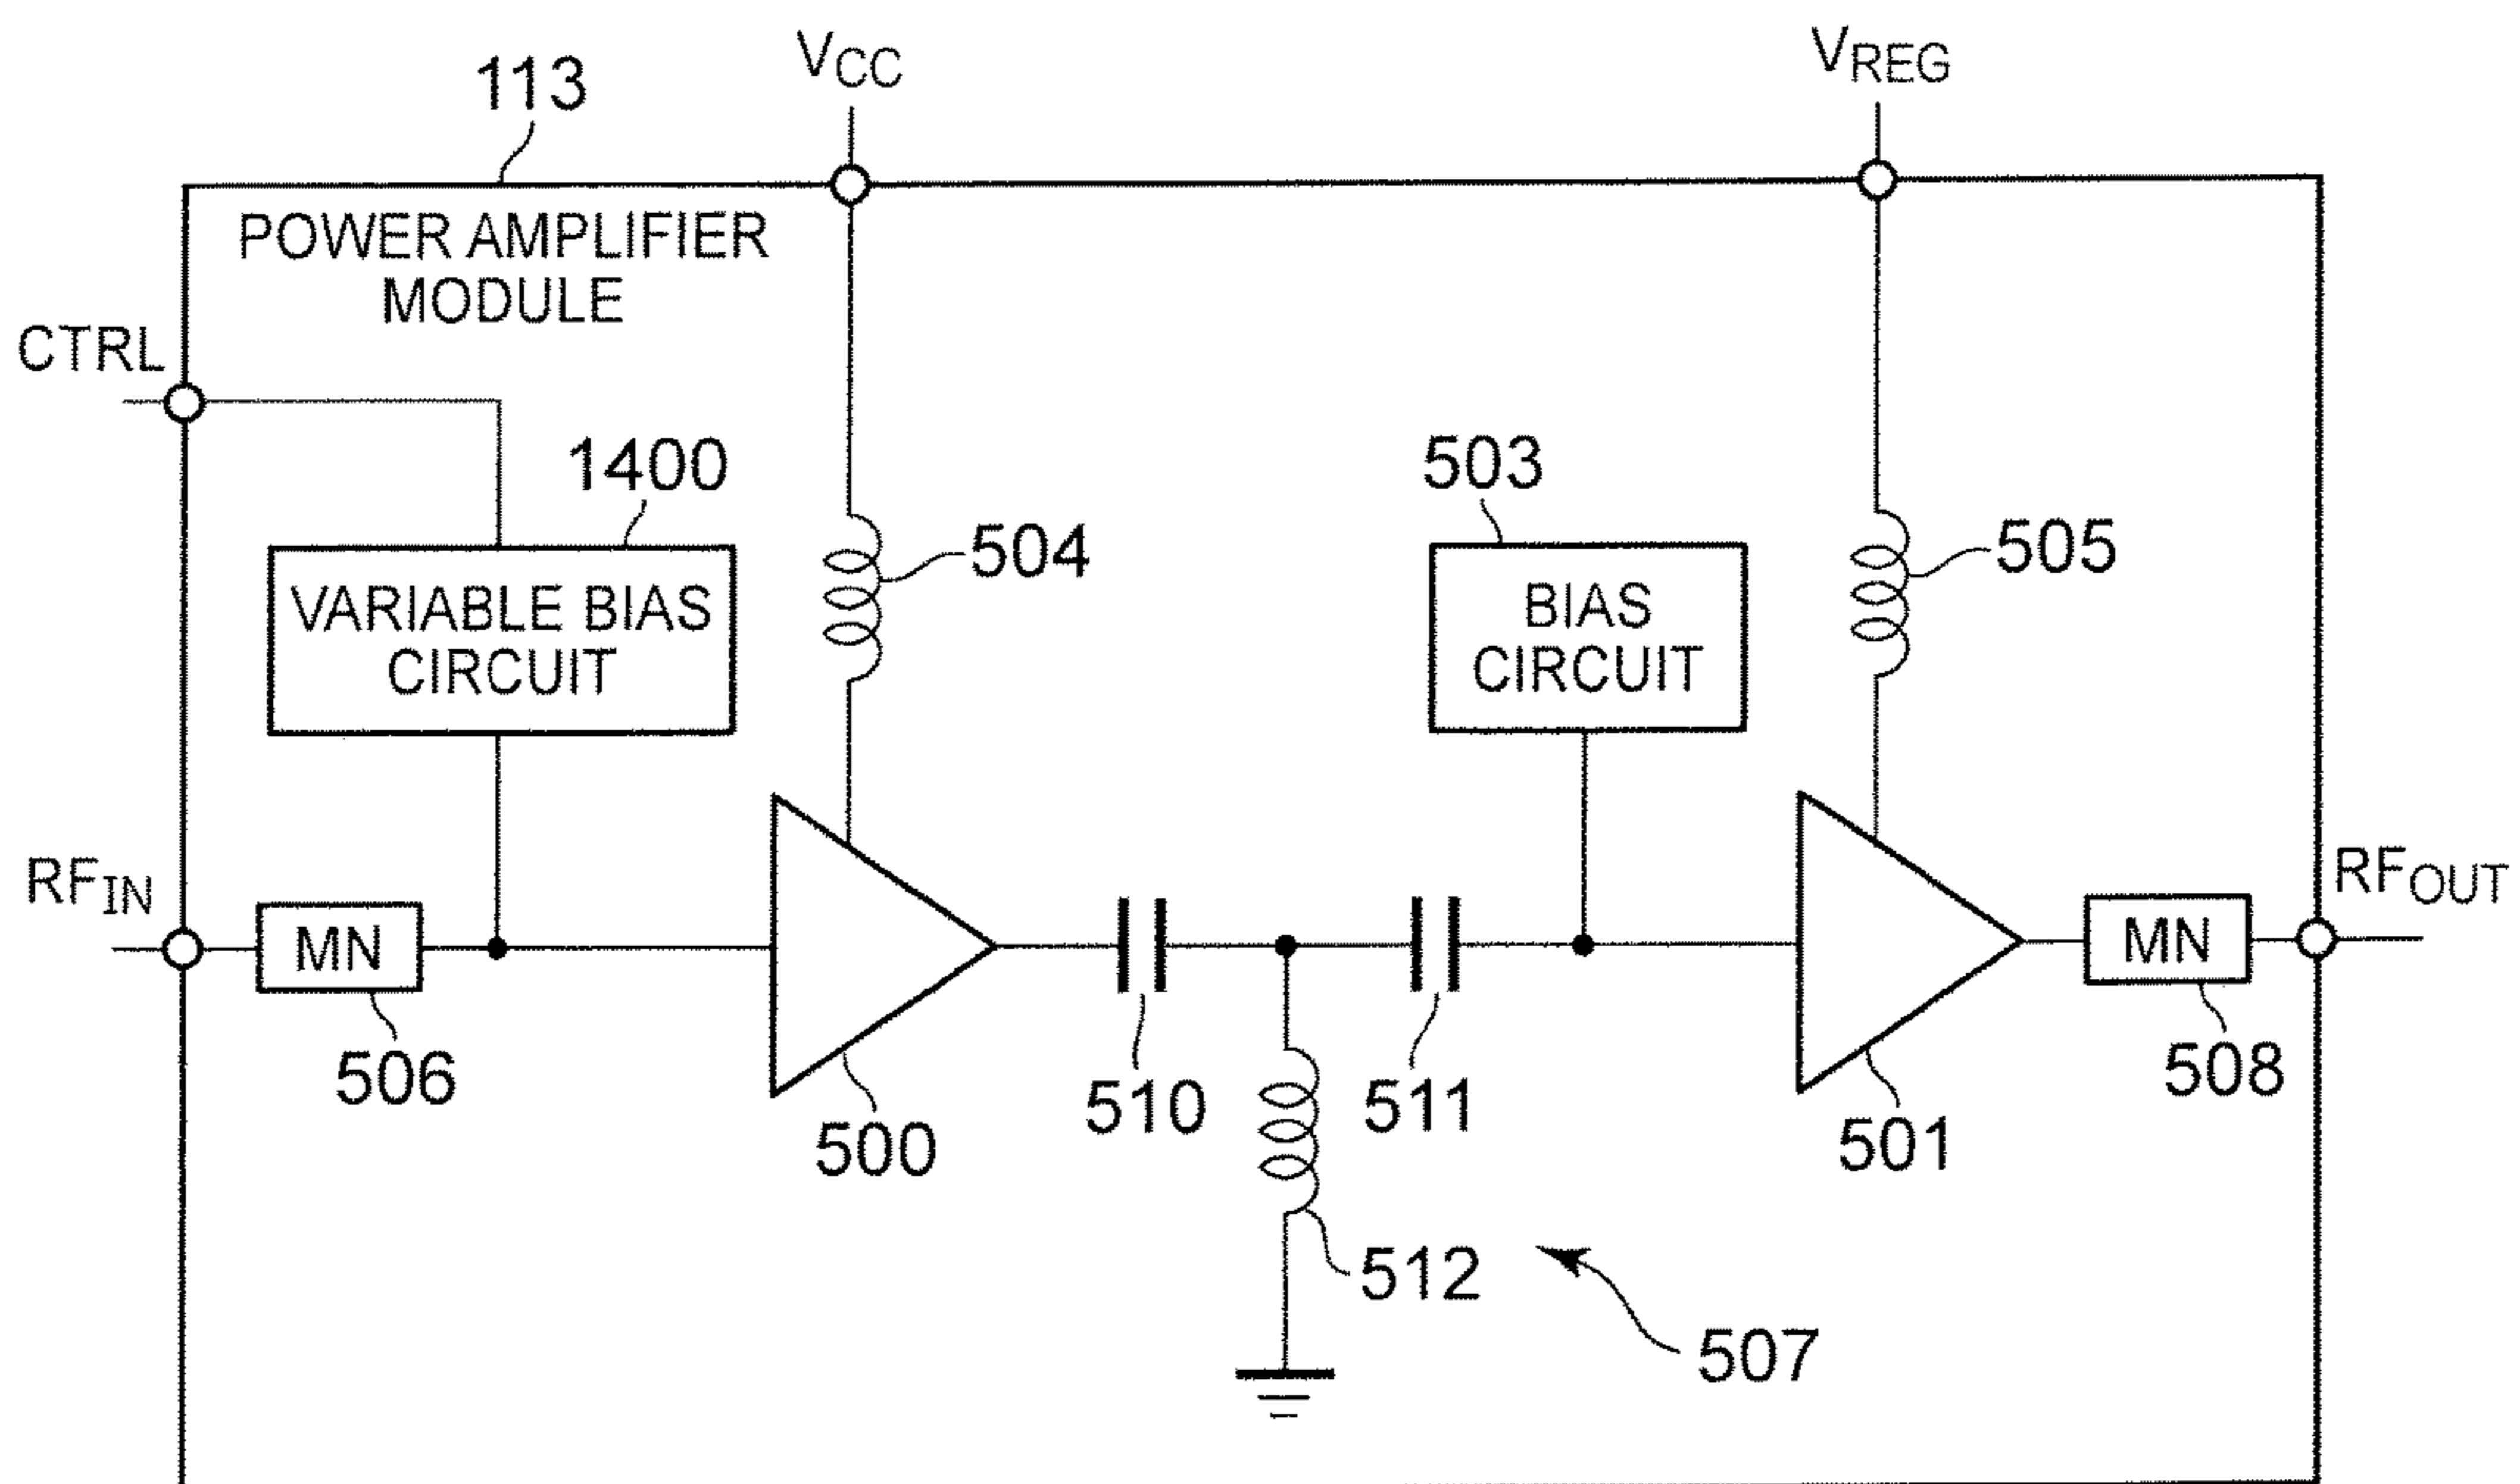 113
VCC
VREG
POWER AMPLIFIER
MODULE
CTRL
1400
503
504
505
VARIABLE BIAS
CIRCUIT
BIAS
CIRCUIT
RFIN
MN
RFOUT
MN
506
500
510
511
501
508
512
507